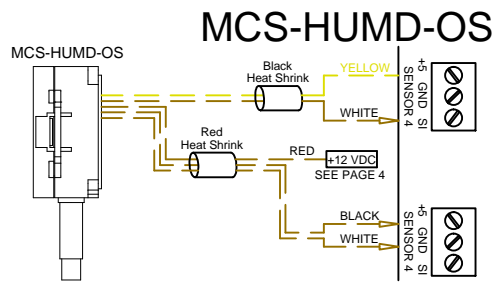 MCS-HUMD-OS
MCS-HUMD-OS
Black
Heat Shrink
YELLOW
WHITE
+5 GND SI
SENSOR 4
Red
Heat Shrink
RED
+12 VDC
SEE PAGE 4
BLACK
WHITE
+5 GND SI
SENSOR 4